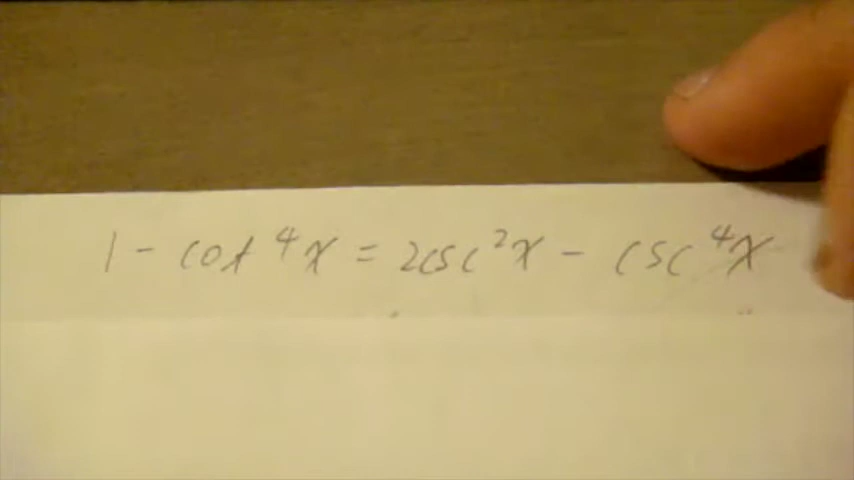 1 - cot⁴x = 2csc²x - csc⁴x